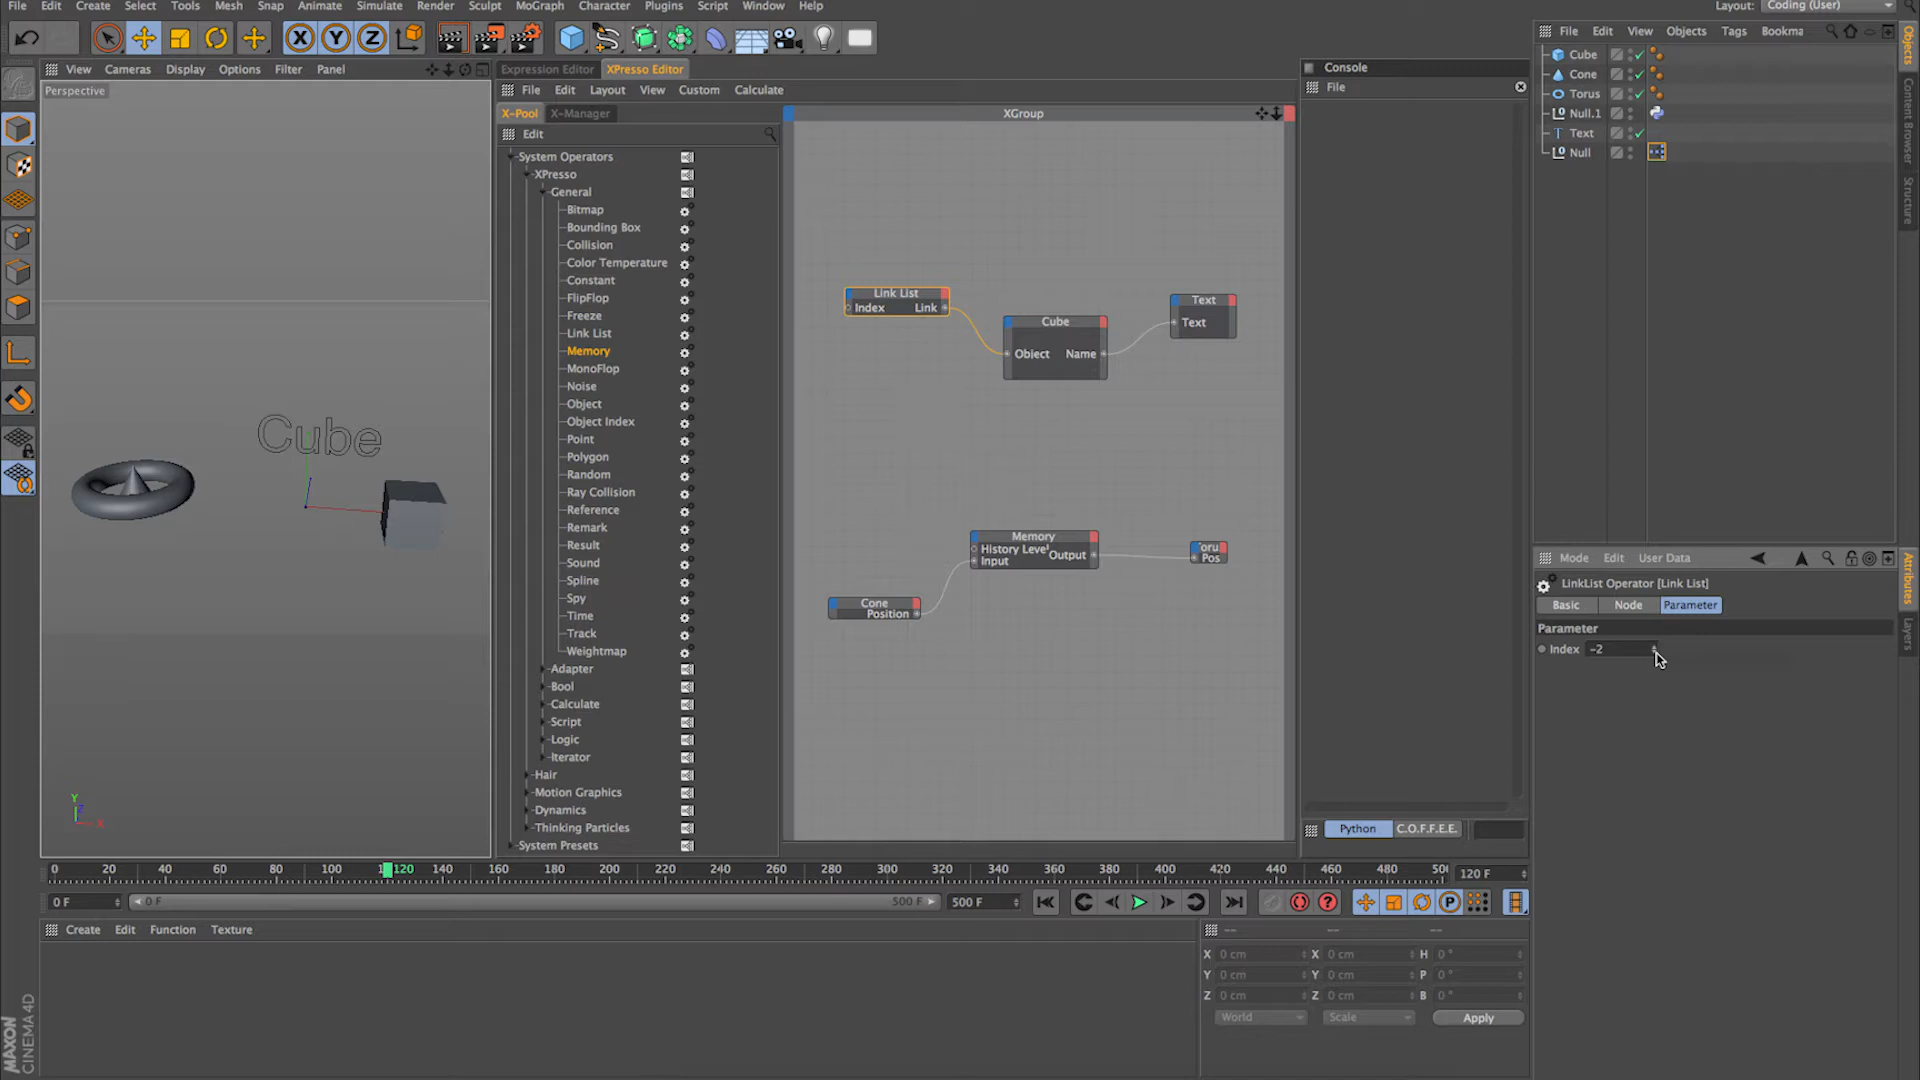 File Edit Create Select Tools Mesh Snap Animate Simulate Render Sculpt MoGraph Character Plugins Script Window Help
Layout: Coding (User)
X Y Z
View Cameras Display Options Filter Panel
Perspective
Cube
Y
Z
X
Expression Editor XPresso Editor
File Edit Layout View Custom Calculate
X-Pool X-Manager
Edit
System Operators
XPresso
General
Bitmap
Bounding Box
Collision
Color Temperature
Constant
FlipFlop
Freeze
Link List
Memory
MonoFlop
Noise
Object
Object Index
Point
Polygon
Random
Ray Collision
Reference
Remark
Result
Sound
Spline
Spy
Time
Track
Weightmap
Adapter
Bool
Calculate
Script
Logic
Iterator
Hair
Motion Graphics
Dynamics
Thinking Particles
System Presets
XGroup
Link List
Index Link
Cube
Object Name
Text
Text
Memory
History Level
Output
Input
oru
Pos
Cone
Position
Console
File
Python C.O.F.F.E.E.
File Edit View Objects Tags Bookma
Cube
Cone
Torus
Null.1
Text
Null
Objects
Content Browser
Structure
Mode Edit User Data
LinkList Operator [Link List]
Basic Node Parameter
Parameter
Index -2
Attributes
Layers
0 20 40 60 80 100 120 140 160 180 200 220 240 260 280 300 320 340 360 380 400 420 440 460 480 50
120 F
0 F 0 F 500 F 500 F
? P
Create Edit Function Texture
-- -- --
X 0 cm X 0 cm H 0 °
Y 0 cm Y 0 cm P 0 °
Z 0 cm Z 0 cm B 0 °
World Scale Apply
MAXON
CINEMA 4D